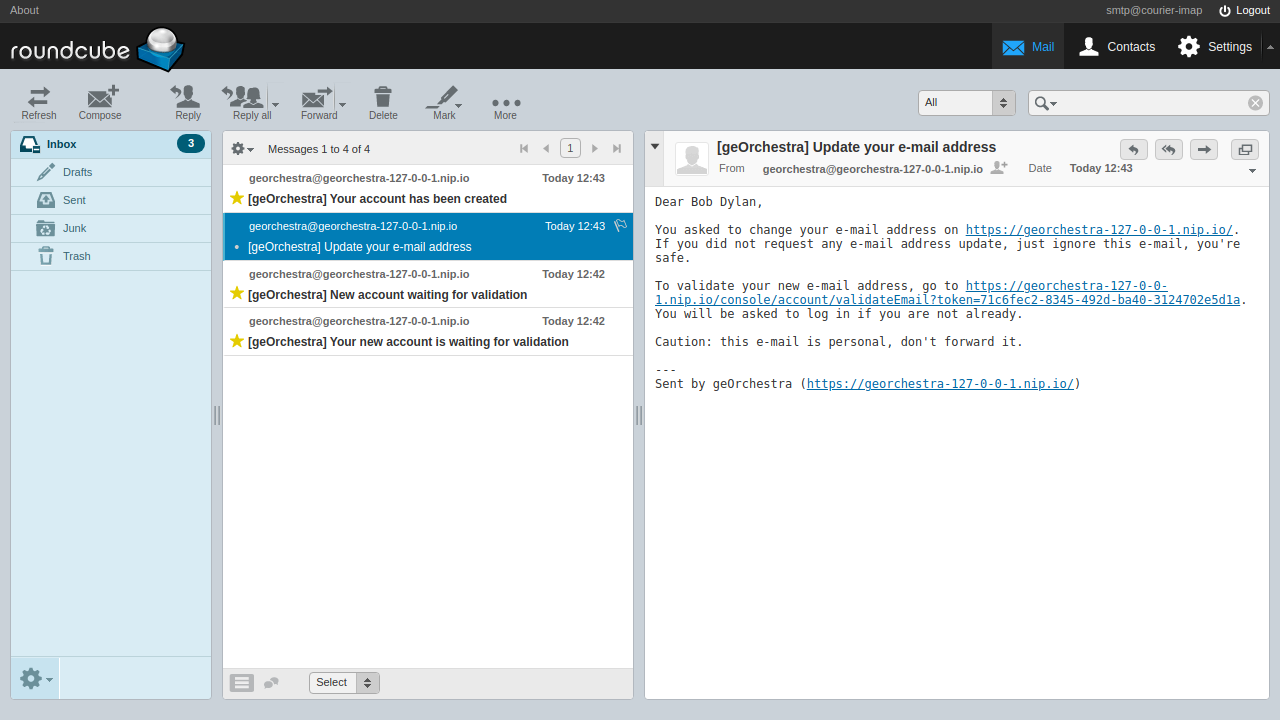 About
smtp@courier-imap
Logout
roundcube
Mail
Contacts
Settings
Refresh
Compose
Reply
Reply all
Forward
Delete
Mark
More
All
Inbox
3
Drafts
Sent
Junk
Trash
Messages 1 to 4 of 4
1
georchestra@georchestra-127-0-0-1.nip.io Today 12:43
[geOrchestra] Your account has been created
georchestra@georchestra-127-0-0-1.nip.io Today 12:43
[geOrchestra] Update your e-mail address
georchestra@georchestra-127-0-0-1.nip.io Today 12:42
[geOrchestra] New account waiting for validation
georchestra@georchestra-127-0-0-1.nip.io Today 12:42
[geOrchestra] Your new account is waiting for validation
Select
[geOrchestra] Update your e-mail address
From georchestra@georchestra-127-0-0-1.nip.io Date Today 12:43
Dear Bob Dylan,
You asked to change your e-mail address on https://georchestra-127-0-0-1.nip.io/.
If you did not request any e-mail address update, just ignore this e-mail, you're
safe.
To validate your new e-mail address, go to https://georchestra-127-0-0-
1.nip.io/console/account/validateEmail?token=71c6fec2-8345-492d-ba40-3124702e5d1a.
You will be asked to log in if you are not already.
Caution: this e-mail is personal, don't forward it.
---
Sent by geOrchestra (https://georchestra-127-0-0-1.nip.io/)